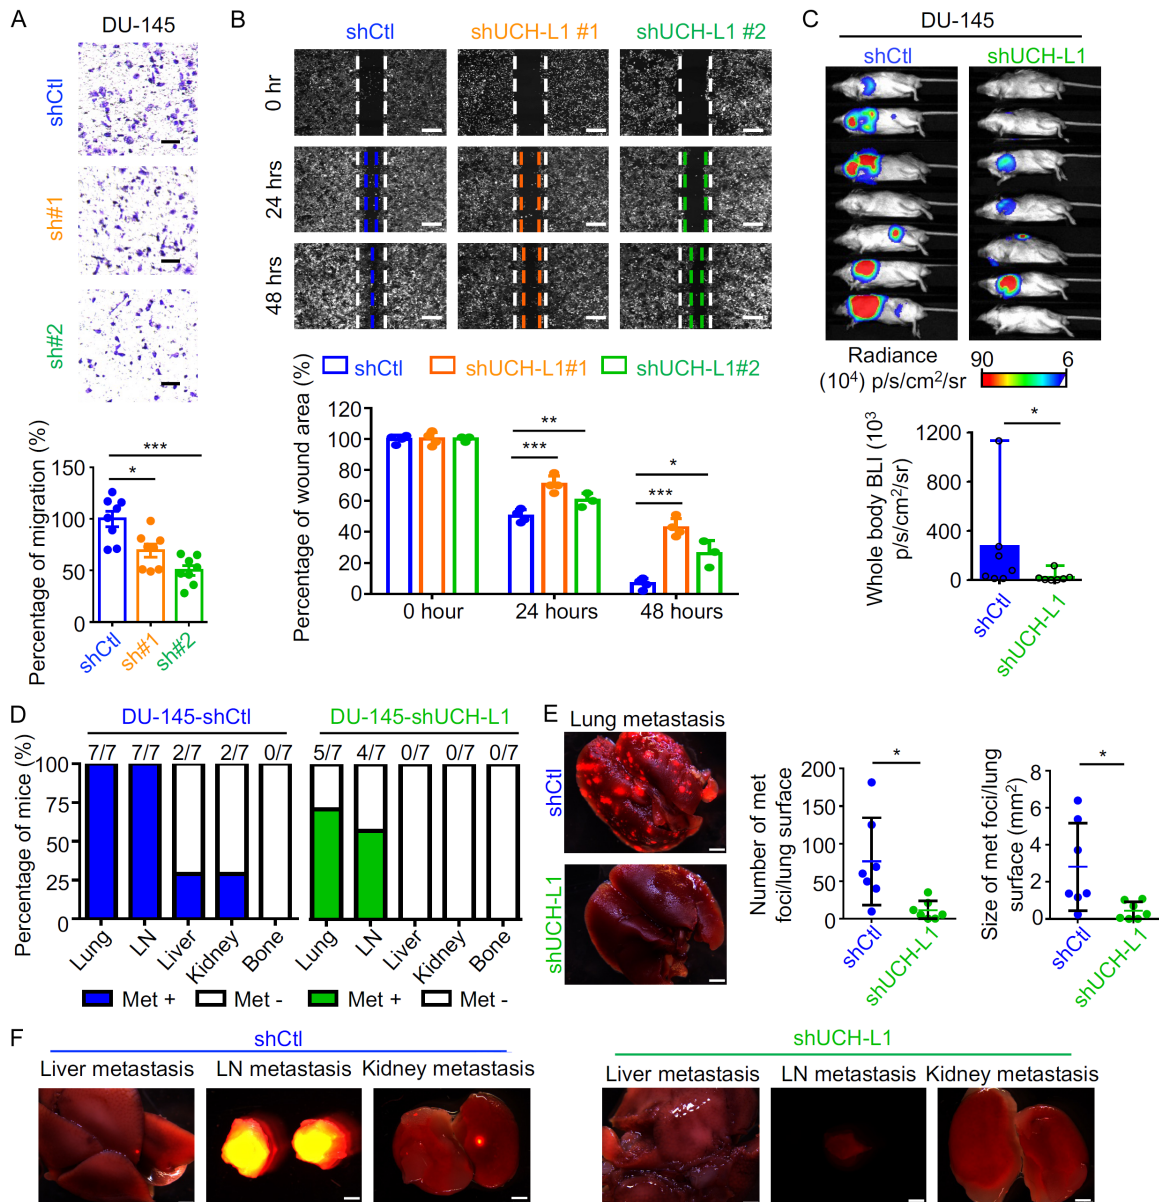 A
DU-145
shCtl
sh#1
sh#2
Percentage of migration (%)
150
100
50
0
*
***
shCtl
sh#1
sh#2
B
shCtl
shUCH-L1 #1
shUCH-L1 #2
0 hr
24 hrs
48 hrs
shCtl
shUCH-L1#1
shUCH-L1#2
Percentage of wound area (%)
120
100
80
60
40
20
0
**
***
*
***
0 hour
24 hours
48 hours
C
DU-145
shCtl
shUCH-L1
Radiance
(10⁴) p/s/cm²/sr
90
6
Whole body BLI (10³
p/s/cm²/sr)
1200
800
400
0
*
shCtl
shUCH-L1
D
DU-145-shCtl
DU-145-shUCH-L1
7/7 7/7 2/7 2/7 0/7
5/7 4/7 0/7 0/7 0/7
Percentage of mice (%)
100
75
50
25
0
Lung
LN
Liver
Kidney
Bone
Lung
LN
Liver
Kidney
Bone
Met +
Met -
Met +
Met -
E
Lung metastasis
shCtl
shUCH-L1
Number of met
foci/lung surface
200
150
100
50
0
*
shCtl
shUCH-L1
Size of met foci/lung
surface (mm²)
8
6
4
2
0
*
shCtl
shUCH-L1
F
shCtl
Liver metastasis
LN metastasis
Kidney metastasis
shUCH-L1
Liver metastasis
LN metastasis
Kidney metastasis